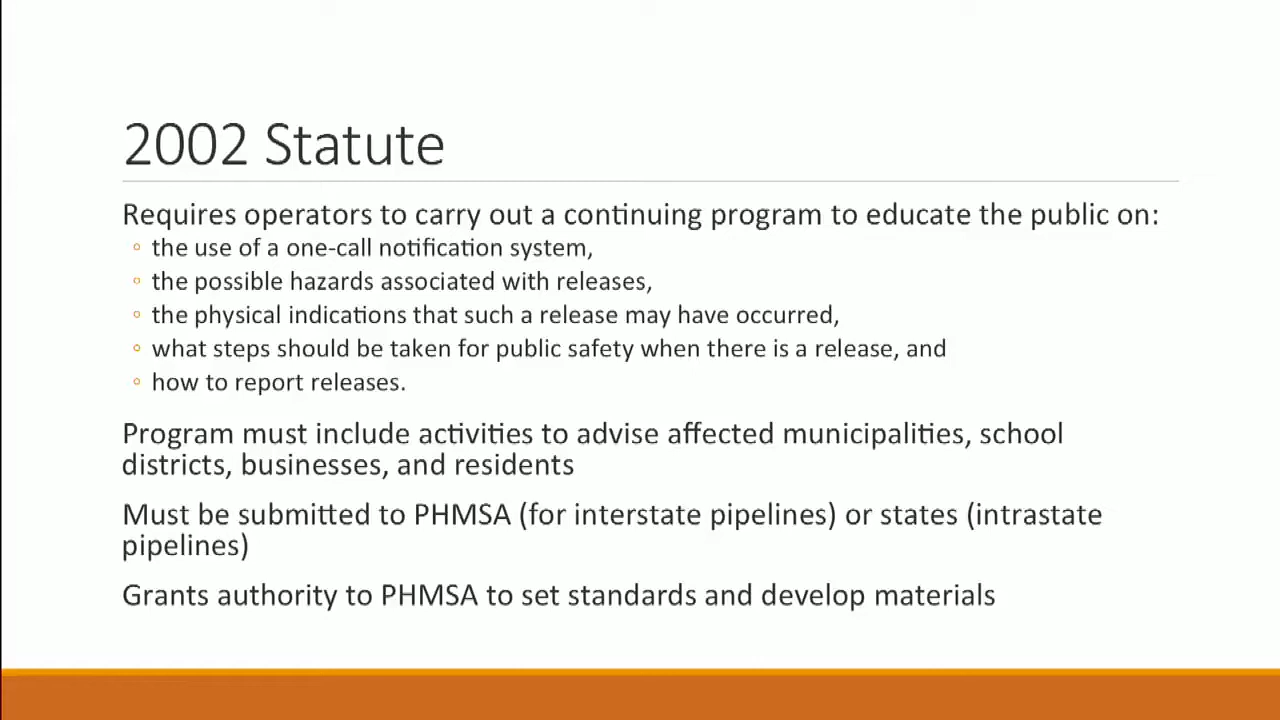 2002 Statute
Requires operators to carry out a continuing program to educate the public on:
◦ the use of a one-call notification system,
◦ the possible hazards associated with releases,
◦ the physical indications that such a release may have occurred,
◦ what steps should be taken for public safety when there is a release, and
◦ how to report releases.
Program must include activities to advise affected municipalities, school
districts, businesses, and residents
Must be submitted to PHMSA (for interstate pipelines) or states (intrastate
pipelines)
Grants authority to PHMSA to set standards and develop materials